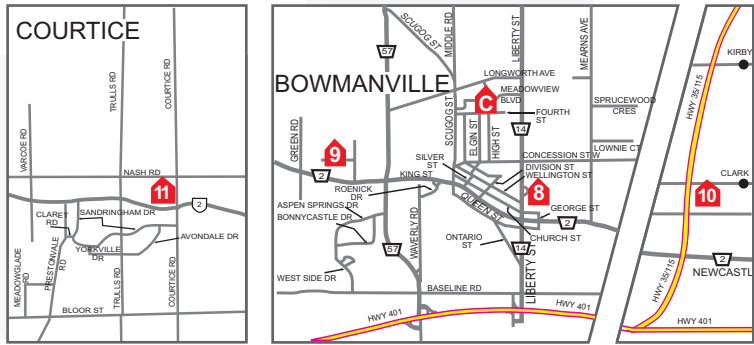 COURTICE
TRULLS RD
COURTICE RD
VARCOE RD
NASH RD
11
2
CLARET
RD
SANDRINGHAM DR
AVONDALE DR
YORKVILLE
DR
PRESTONVALE
RD
MEADOWGLADE
RD
TRULLS RD
COURTICE RD
BLOOR ST
BOWMANVILLE
SCUGOG ST
MIDDLE RD
LIBERTY ST
MEARNS AVE
57
LONGWORTH AVE
MEADOWVIEW
BLVD
C
FOURTH
ST
SPRUCEWOOD
CRES
SCUGOG ST
ELGIN ST
HIGH ST
14
LOWNIE CT
GREEN RD
9
SILVER
ST
CONCESSION ST W
DIVISION ST
WELLINGTON ST
2
KING ST
ROENICK
DR
8
ASPEN SPRINGS DR
BONNYCASTLE DR
QUEEN ST
GEORGE ST
2
WAVERLY RD
57
ONTARIO
ST
CHURCH ST
14
WEST SIDE DR
LIBERTY ST
BASELINE RD
HWY 401
KIRBY
HWY 35/115
CLARK
10
2
NEWCASTL
HWY 35/115
HWY 401